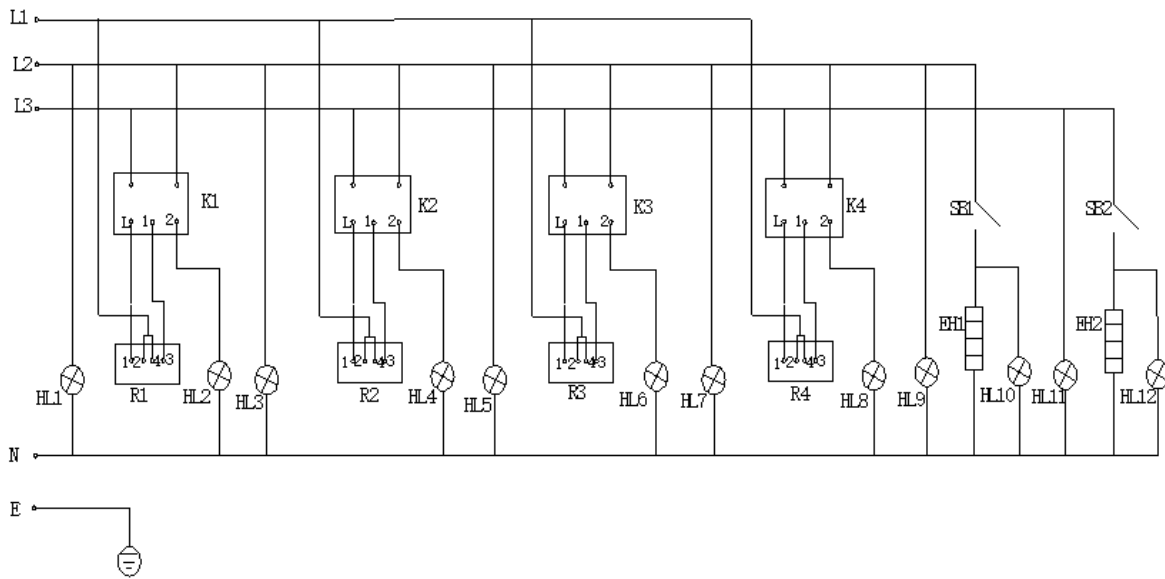 L1
L2
L3
K1 K2 K3 K4 SB1 SB2
L 1 2 L 1 2 L 1 2 L 1 2
EH1 EH2
1 2 4 3 1 2 4 3 1 2 4 3 1 2 4 3
HL1 R1 HL2 HL3 R2 HL4 HL5 R3 HL6 HL7 R4 HL8 HL9 HL10 HL11 HL12
N
E